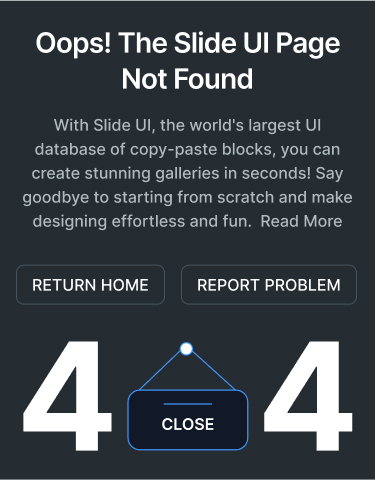 Oops! The Slide UI Page
Not Found
With Slide UI, the world's largest UI
database of copy-paste blocks, you can
create stunning galleries in seconds! Say
goodbye to starting from scratch and make
designing effortless and fun. Read More
RETURN HOME REPORT PROBLEM
4 CLOSE 4